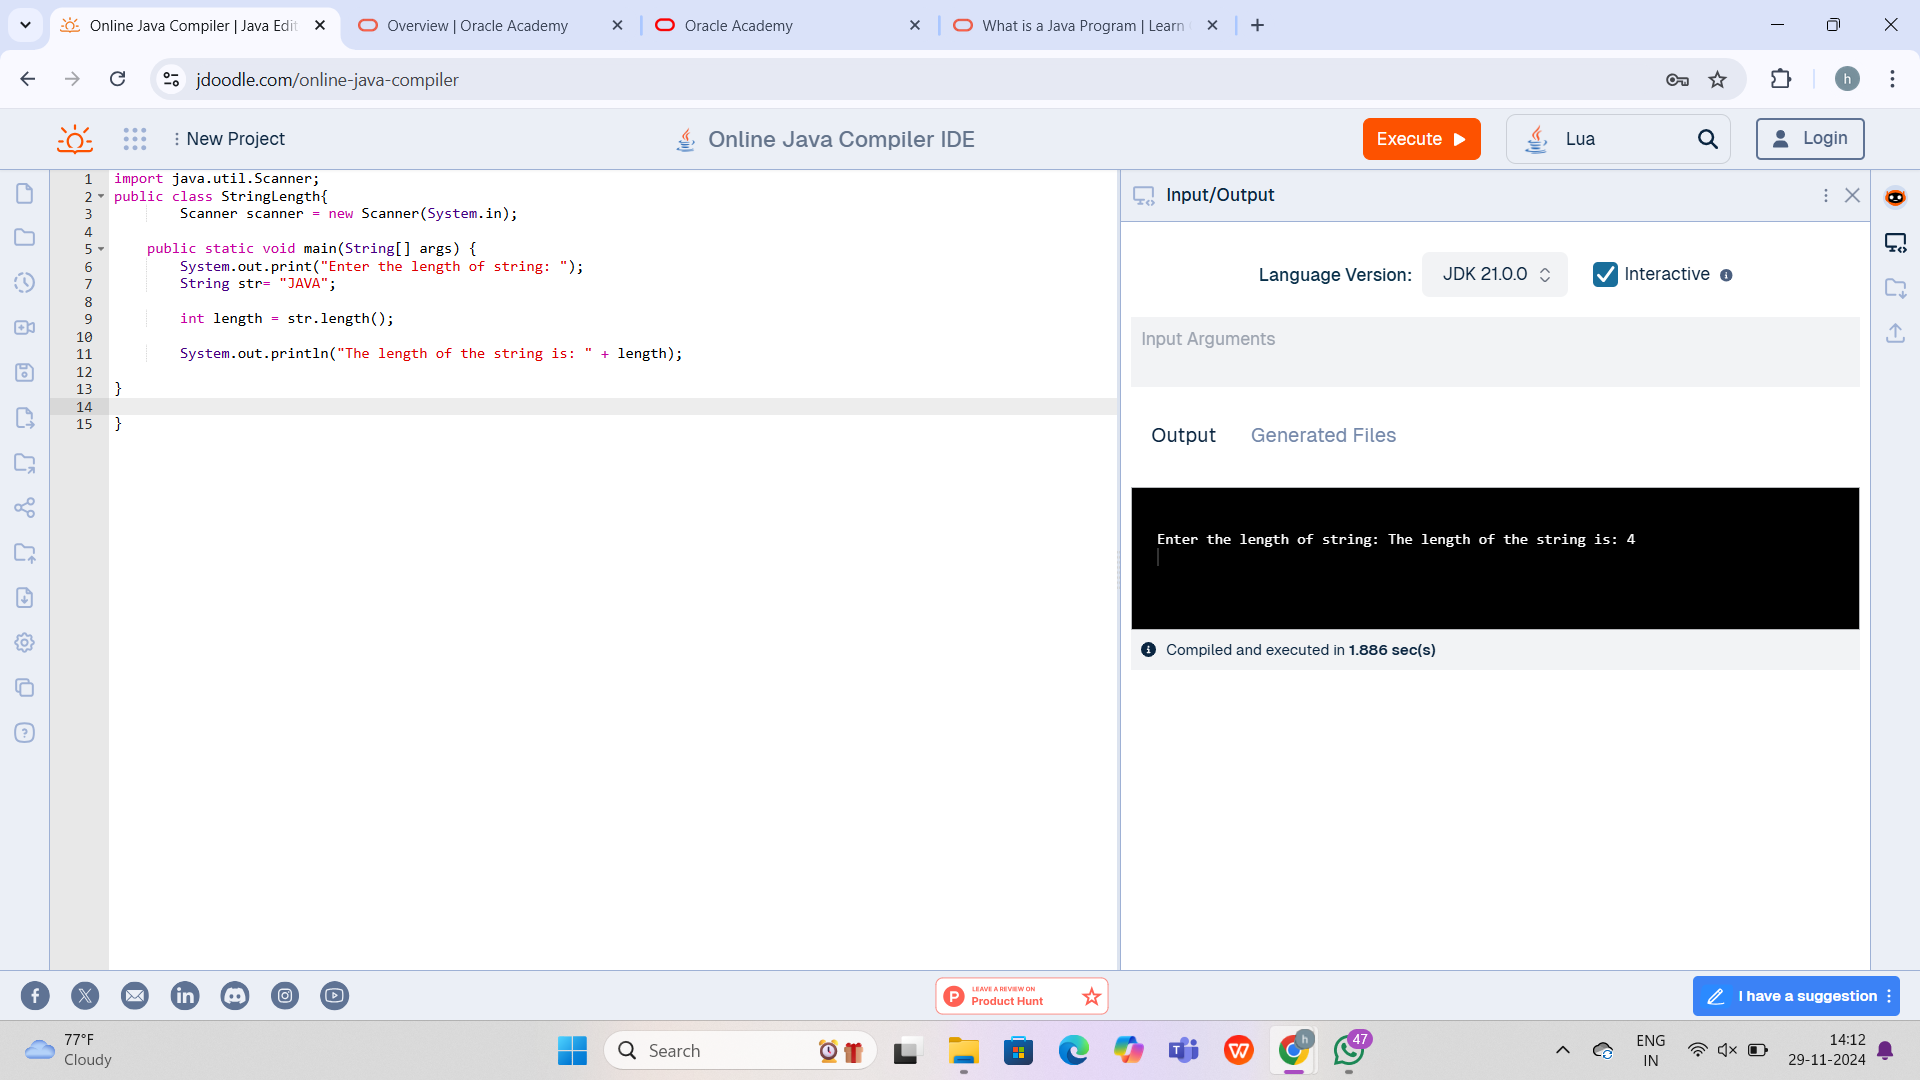 Online Java Compiler | Java Edit
Overview | Oracle Academy
Oracle Academy
What is a Java Program | Learn
jdoodle.com/online-java-compiler
h
New Project
Online Java Compiler IDE
Execute
Lua
Login
1 import java.util.Scanner;
2 public class StringLength{
3 Scanner scanner = new Scanner(System.in);
4
5 public static void main(String[] args) {
6 System.out.print("Enter the length of string: ");
7 String str= "JAVA";
8
9 int length = str.length();
10
11 System.out.println("The length of the string is: " + length);
12
13 }
14
15 }
Input/Output
Language Version: JDK 21.0.0 Interactive
Input Arguments
Output Generated Files
Enter the length of string: The length of the string is: 4
Compiled and executed in 1.886 sec(s)
LEAVE A REVIEW ON
Product Hunt
I have a suggestion
77°F
Cloudy
Search
h
47
ENG
IN
14:12
29-11-2024